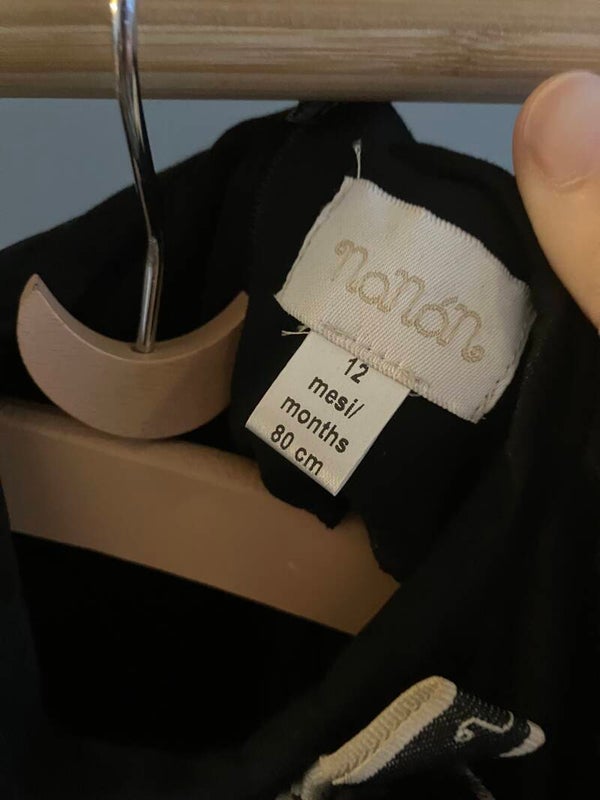 nanán
12
mesi/
months
80 cm